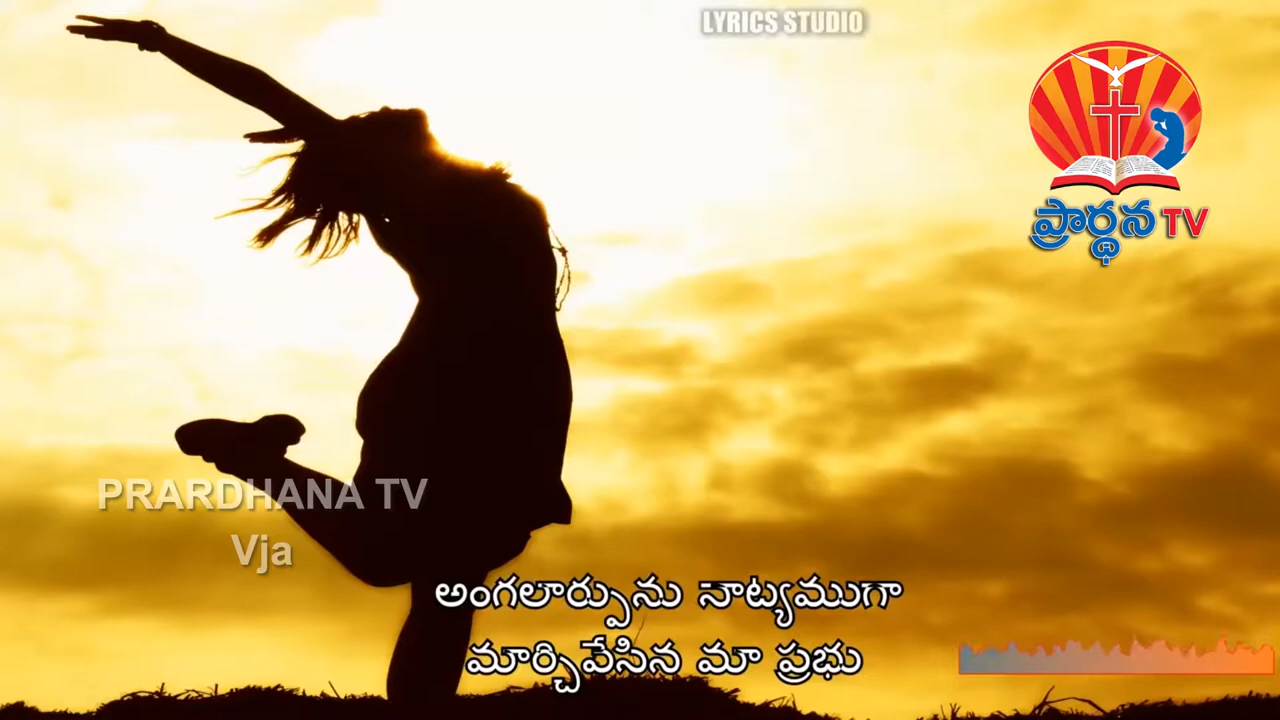 LYRICS STUDIO
ప్రార్థన TV
PRARDHANA TV
Vja
అంగలార్పును నాట్యముగా
మార్చివేసిన మా ప్రభు